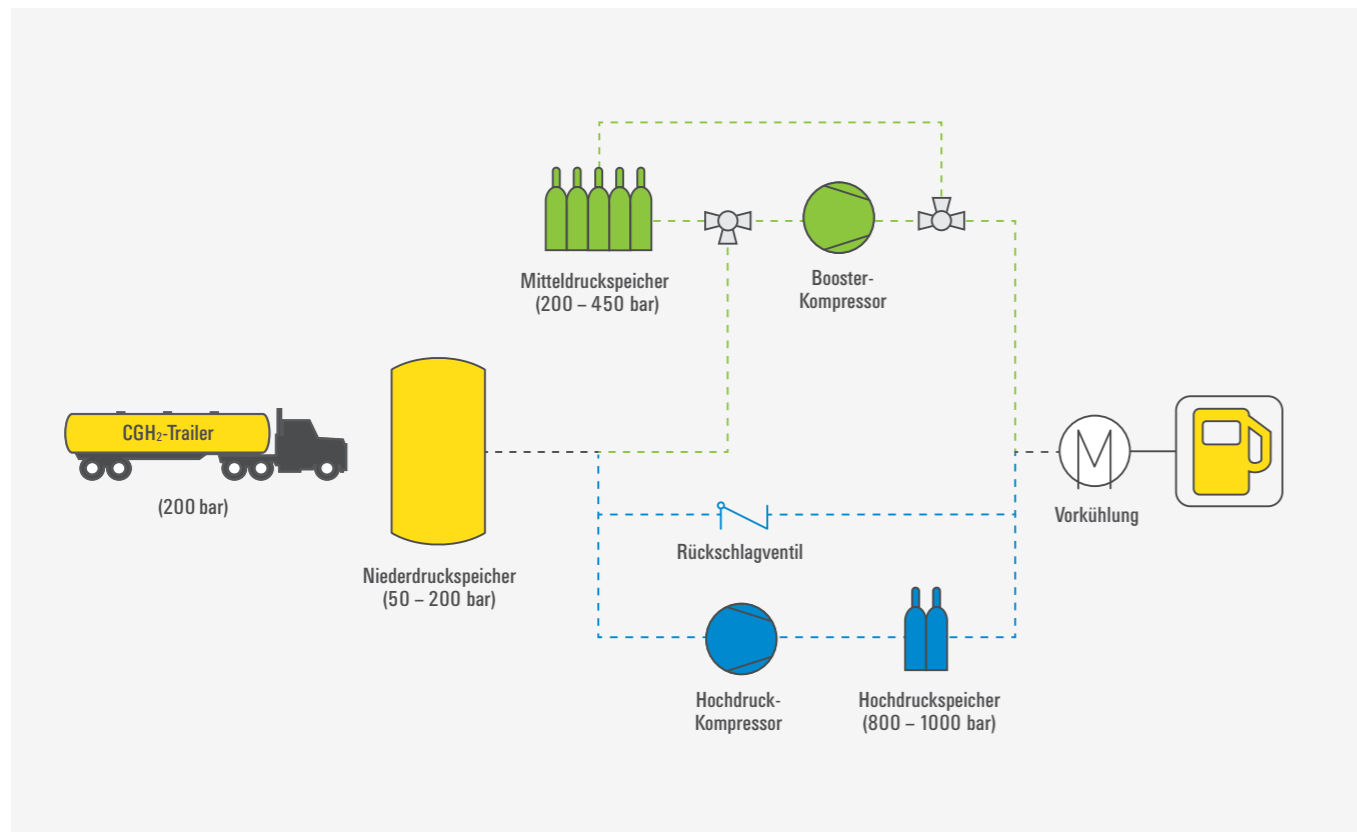 Mitteldruckspeicher
(200 – 450 bar)
Booster-
Kompressor
CGH₂-Trailer
(200 bar)
Niederdruckspeicher
(50 – 200 bar)
Rückschlagventil
Vorkühlung
Hochdruck-
Kompressor
Hochdruckspeicher
(800 – 1000 bar)